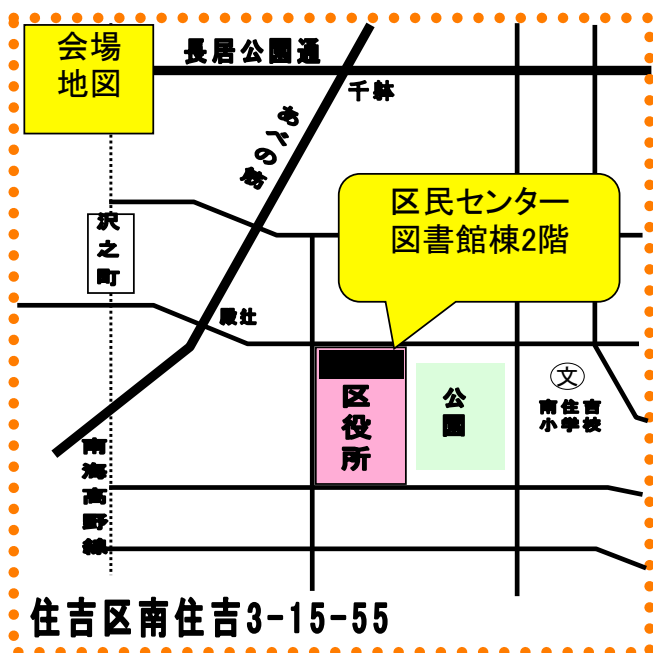 会場
地図
長居公園通
千躰
あべの筋
区民センター
図書館棟2階
沢之町
殿辻
区役所
公園
文
南住吉
小学校
南海高野線
住吉区南住吉3-15-55